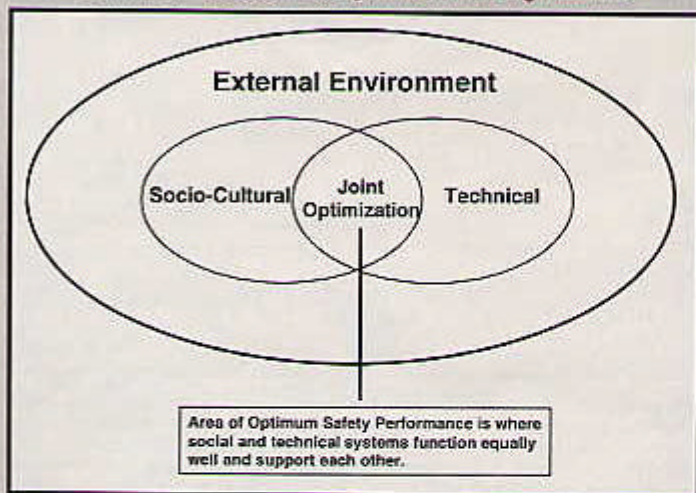 External Environment
Socio-Cultural
Joint
Optimization
Technical
Area of Optimum Safety Performance is where
social and technical systems function equally
well and support each other.